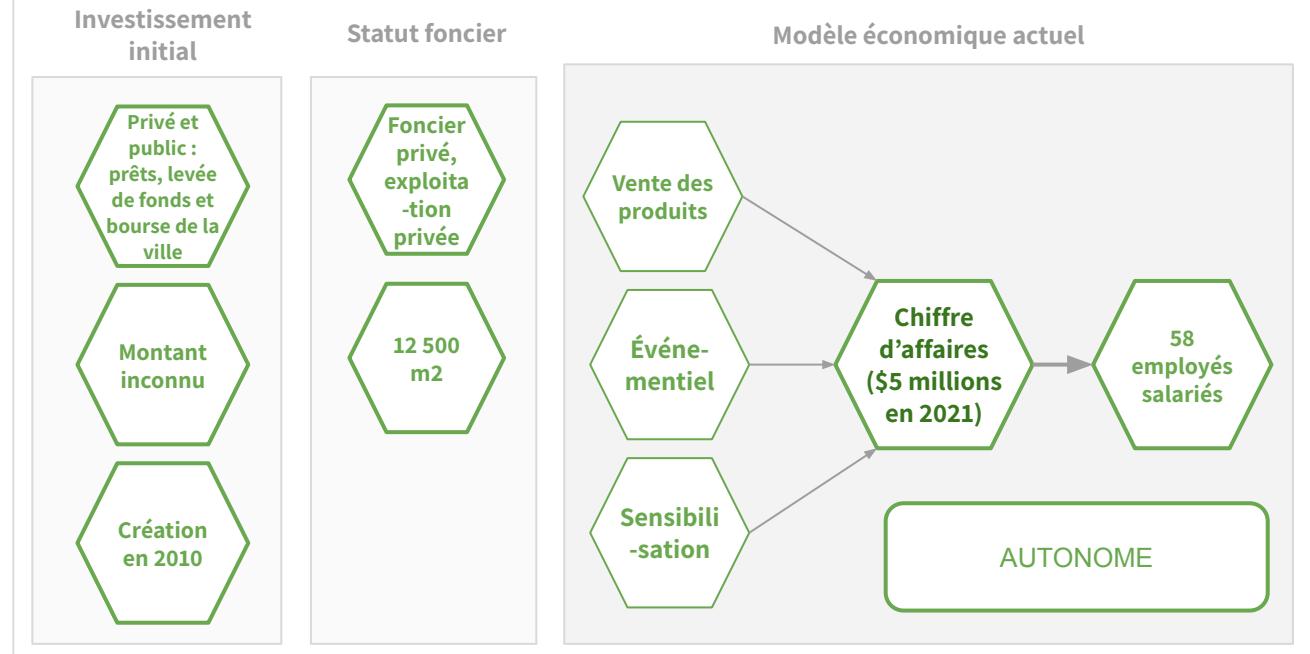 Investissement
initial
Privé et
public :
prêts, levée
de fonds et
bourse de la
ville
Montant
inconnu
Création
en 2010
Statut foncier
Foncier
privé,
exploita
-tion
privée
12 500
m2
Modèle économique actuel
Vente des
produits
Événe-
mentiel
Sensibili
-sation
Chiffre
d’affaires
($5 millions
en 2021)
58
employés
salariés
AUTONOME